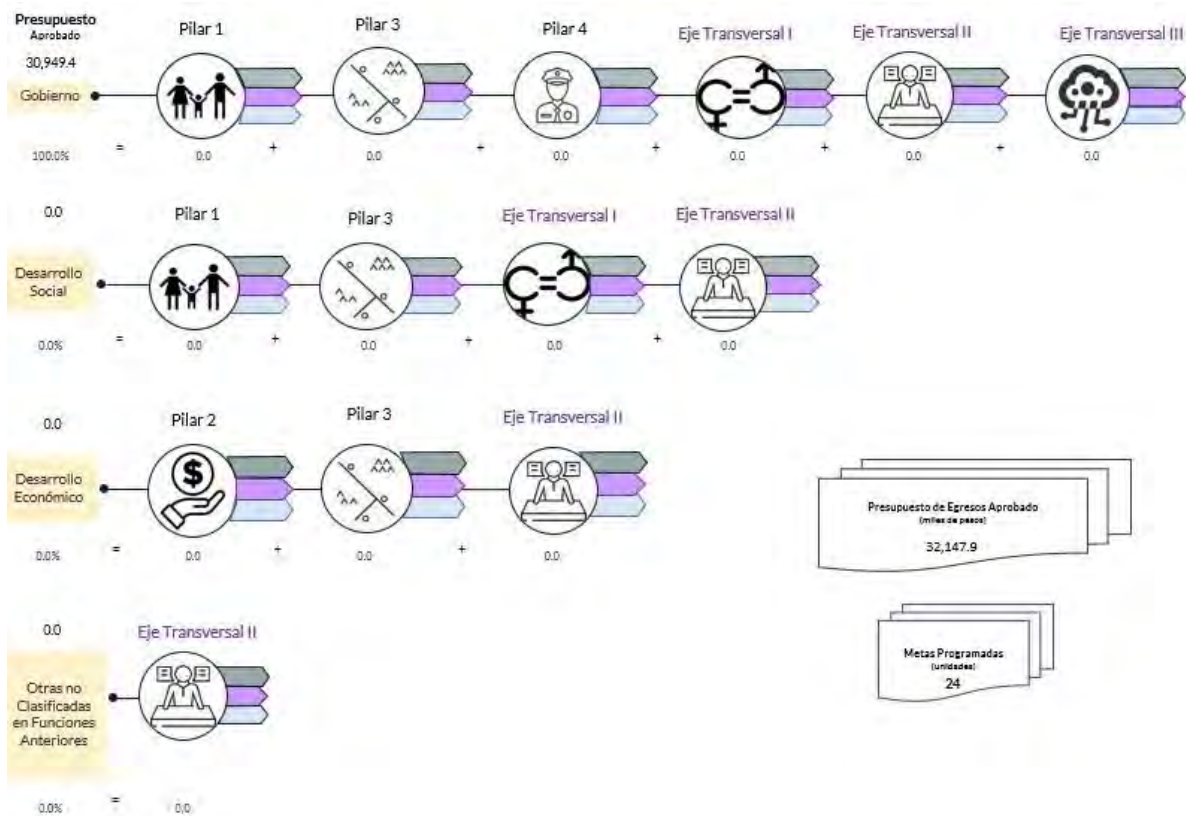 Presupuesto
Aprobado
30,949.4
Gobierno
100.0%
Pilar 1
Pilar 3
Pilar 4
Eje Transversal I
Eje Transversal II
Eje Transversal III
= 0.0 + 0.0 + 0.0 + 0.0 + 0.0 + 0.0
0.0
Desarrollo
Social
0.0%
Pilar 1
Pilar 3
Eje Transversal I
Eje Transversal II
= 0.0 + 0.0 + 0.0 + 0.0
0.0
Desarrollo
Económico
0.0%
Pilar 2
Pilar 3
Eje Transversal II
= 0.0 + 0.0 + 0.0
Presupuesto de Egresos Aprobado
(miles de pesos)
32,147.9
Metas Programadas
(unidades)
24
0.0
Otras no
Clasificadas
en Funciones
Anteriores
0.0%
Eje Transversal II
= 0.0